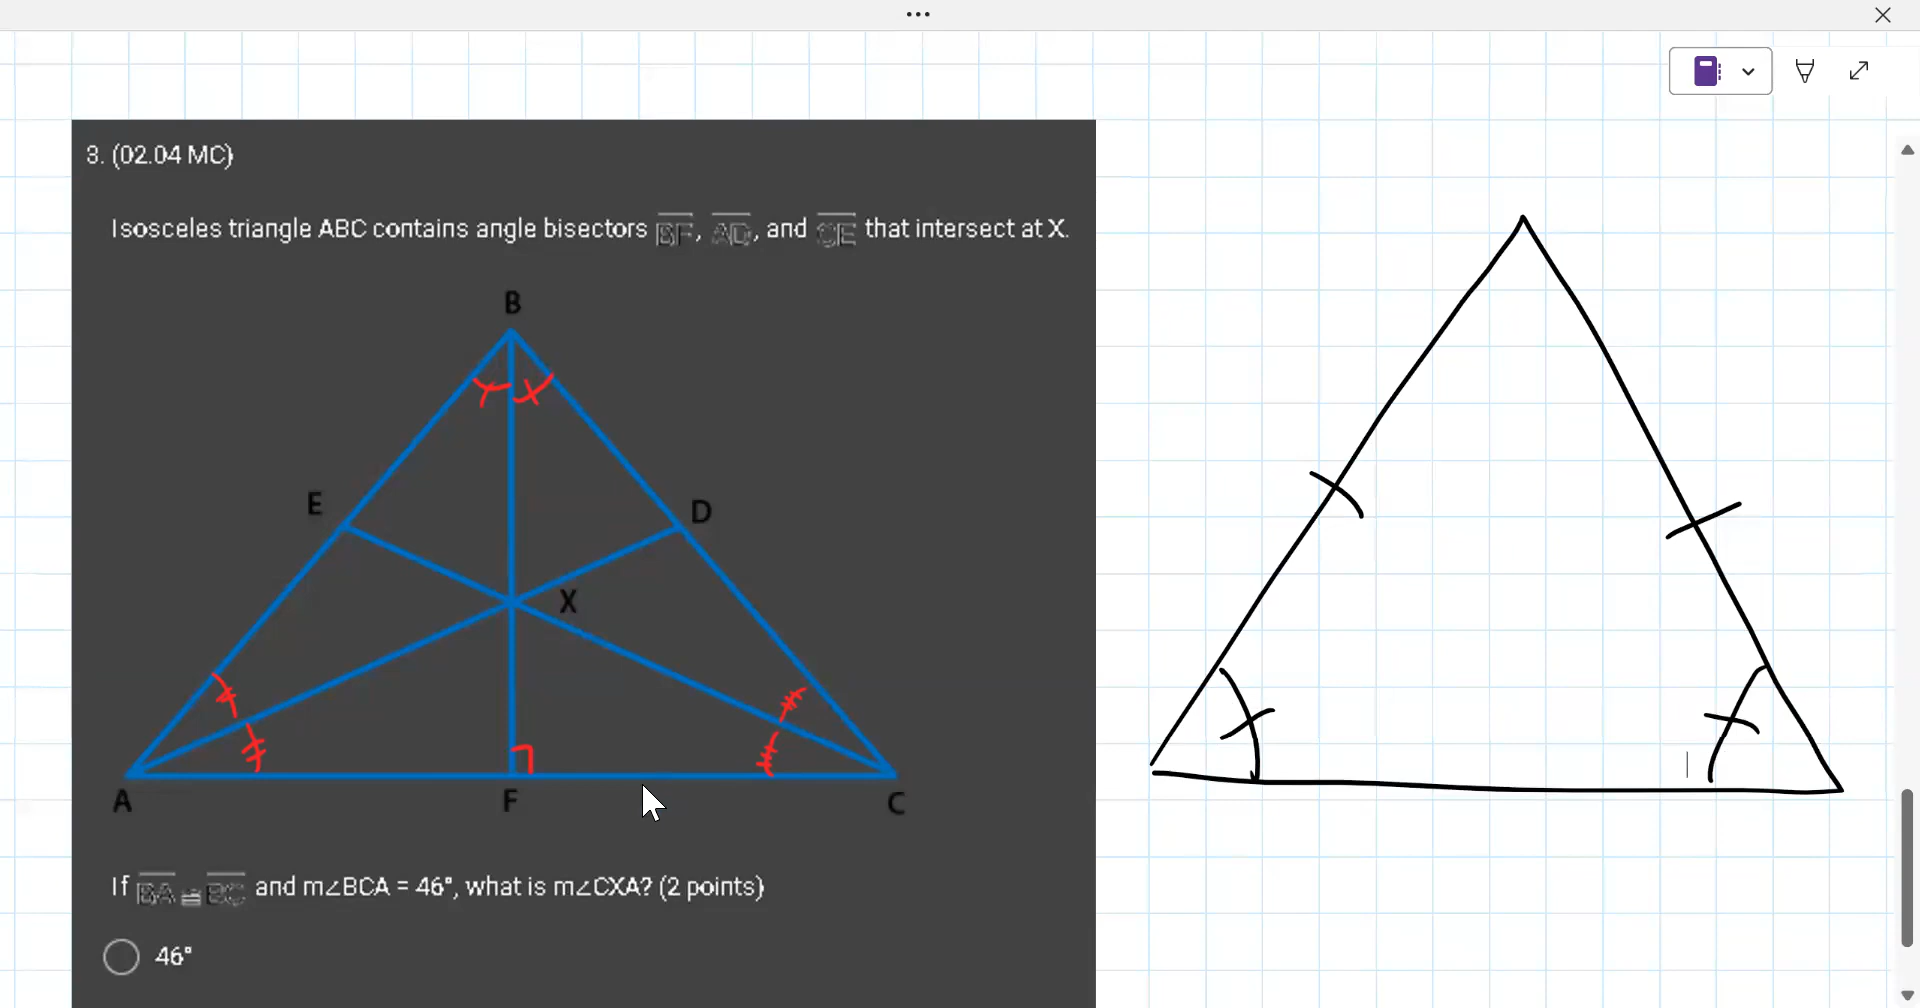 3. (02.04 MC)
Isosceles triangle ABC contains angle bisectors BF, AD, and CE that intersect at X.
B
E
D
X
A
F
C
If BA ≅ BC and m∠BCA = 46°, what is m∠CXA? (2 points)
46°